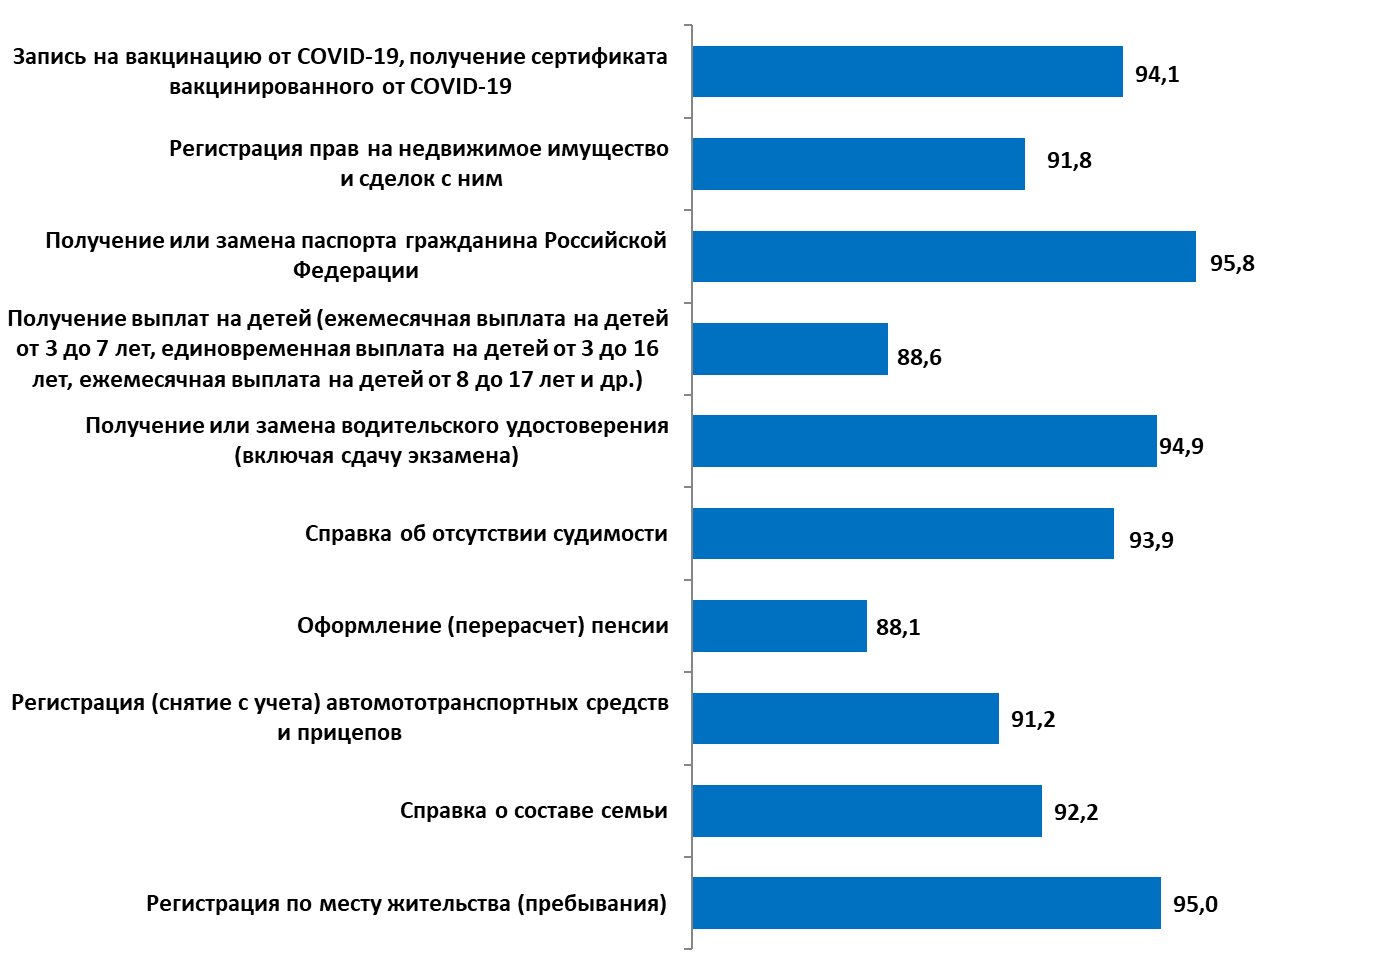 Запись на вакцинацию от COVID-19, получение сертификата
вакцинированного от COVID-19
94,1
Регистрация прав на недвижимое имущество
и сделок с ним
91,8
Получение или замена паспорта гражданина Российской
Федерации
95,8
Получение выплат на детей (ежемесячная выплата на детей
от 3 до 7 лет, единовременная выплата на детей от 3 до 16
лет, ежемесячная выплата на детей от 8 до 17 лет и др.)
88,6
Получение или замена водительского удостоверения
(включая сдачу экзамена)
94,9
Справка об отсутствии судимости
93,9
Оформление (перерасчет) пенсии
88,1
Регистрация (снятие с учета) автомототранспортных средств
и прицепов
91,2
Справка о составе семьи
92,2
Регистрация по месту жительства (пребывания)
95,0